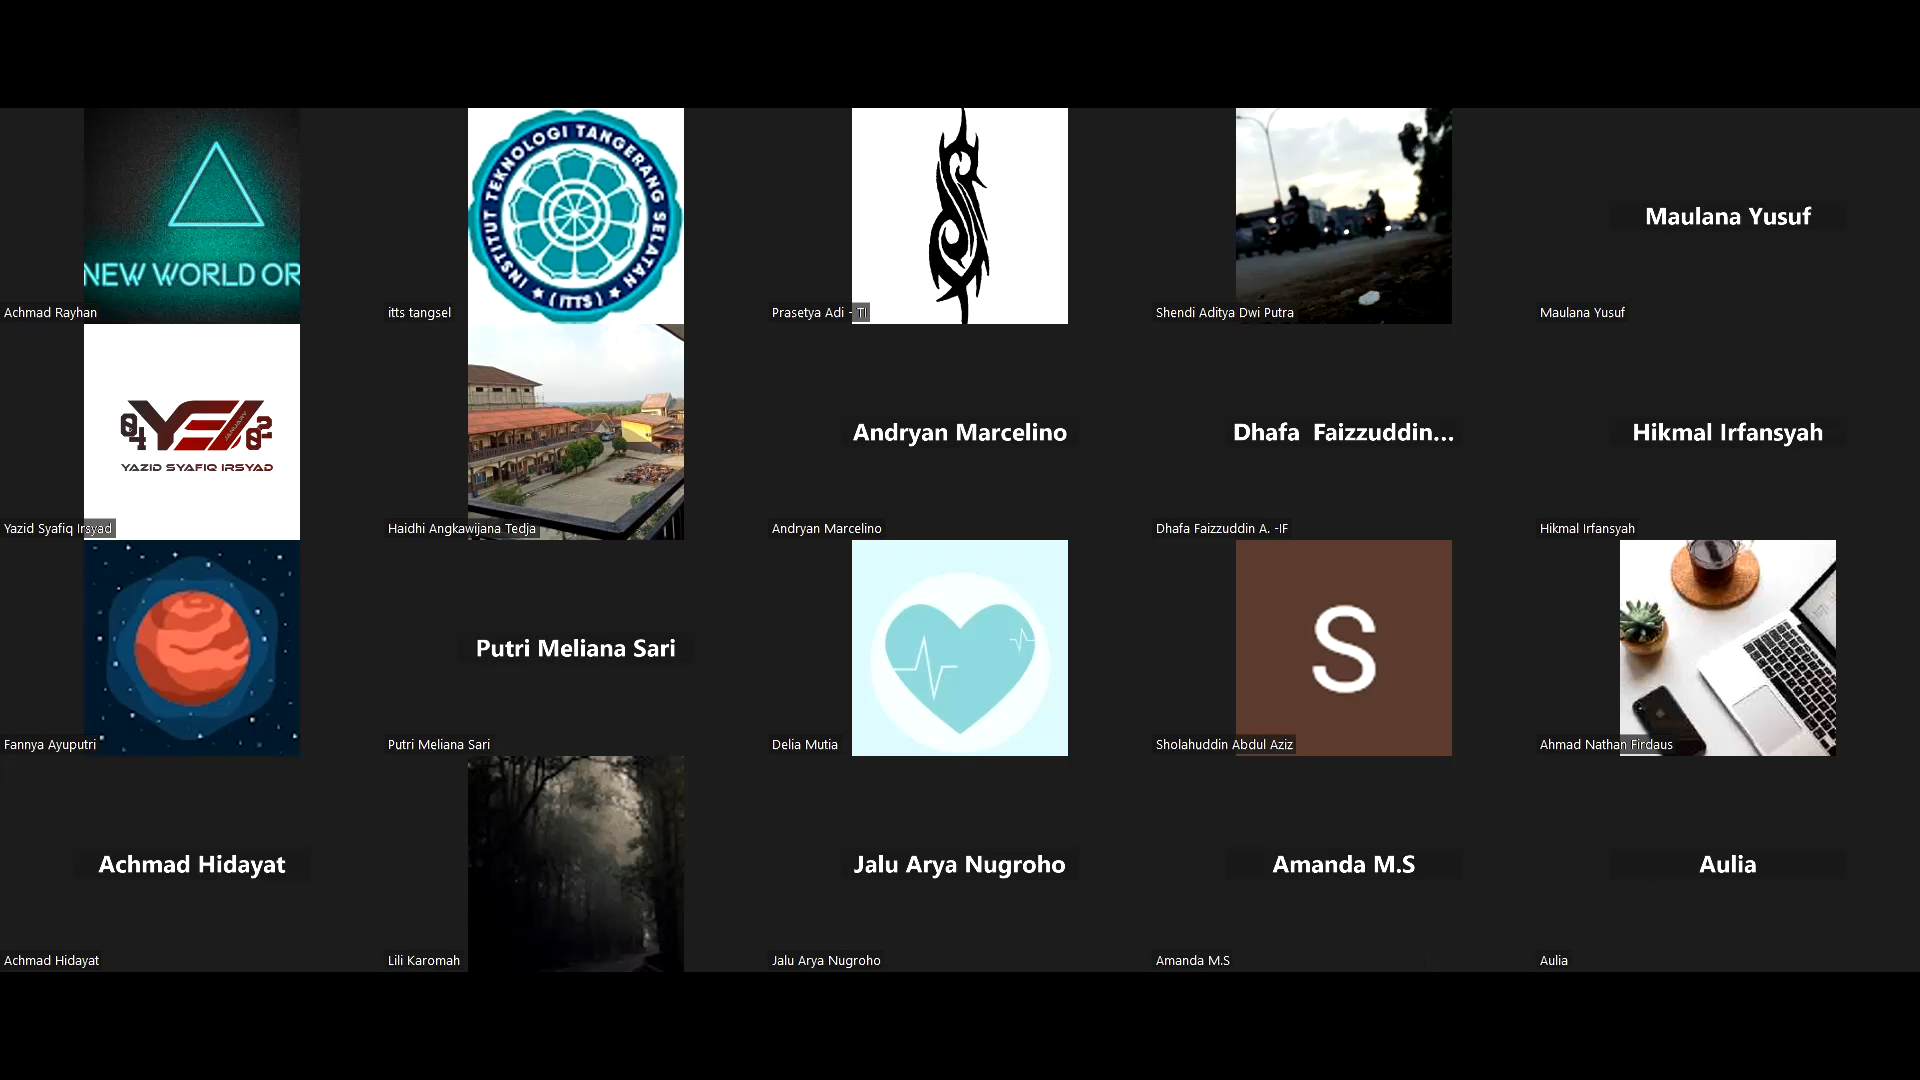 NEW WORLD OR
Achmad Rayhan
INSTITUT TEKNOLOGI TANGERANG SELATAN
★ (ITTS) ★
itts tangsel
Prasetya Adi - TI
Shendi Aditya Dwi Putra
Maulana Yusuf
Maulana Yusuf
04 YSI JANUARY 02
YAZID SYAFIQ IRSYAD
Yazid Syafiq Irsyad
Haidhi Angkawijana Tedja
Andryan Marcelino
Andryan Marcelino
Dhafa  Faizzuddin...
Dhafa Faizzuddin A. -IF
Hikmal Irfansyah
Hikmal Irfansyah
Fannya Ayuputri
Putri Meliana Sari
Putri Meliana Sari
Delia Mutia
S
Sholahuddin Abdul Aziz
Ahmad Nathan Firdaus
Achmad Hidayat
Achmad Hidayat
Lili Karomah
Jalu Arya Nugroho
Jalu Arya Nugroho
Amanda M.S
Amanda M.S
Aulia
Aulia